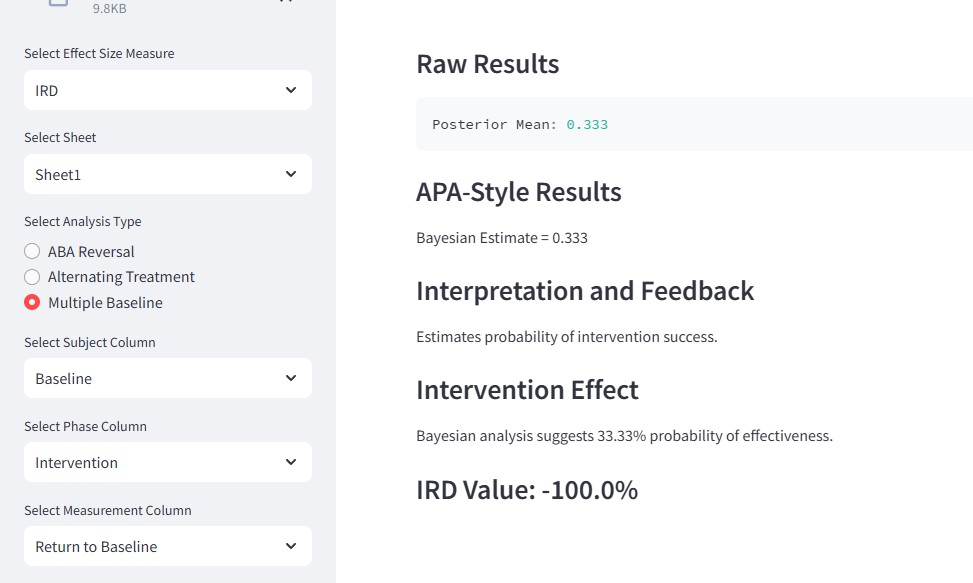 9.8KB
Select Effect Size Measure
IRD
Select Sheet
Sheet1
Select Analysis Type
ABA Reversal
Alternating Treatment
Multiple Baseline
Select Subject Column
Baseline
Select Phase Column
Intervention
Select Measurement Column
Return to Baseline
Raw Results
Posterior Mean: 0.333
APA-Style Results
Bayesian Estimate = 0.333
Interpretation and Feedback
Estimates probability of intervention success.
Intervention Effect
Bayesian analysis suggests 33.33% probability of effectiveness.
IRD Value: -100.0%